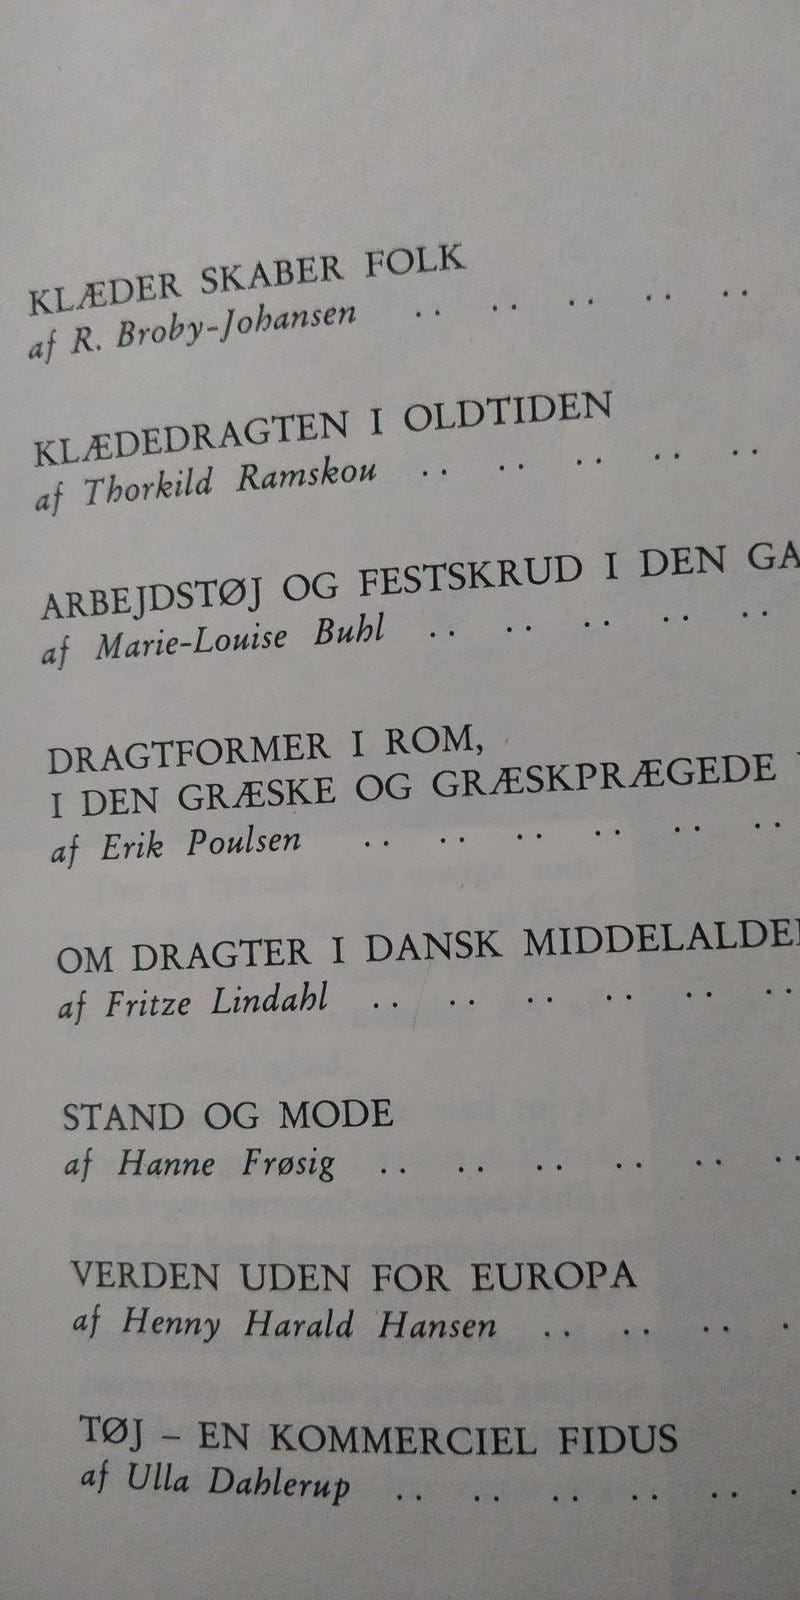 KLÆDER SKABER FOLK
af R. Broby-Johansen .. .. .. .. ..
KLÆDEDRAGTEN I OLDTIDEN
af Thorkild Ramskou .. .. .. .. ..
ARBEJDSTØJ OG FESTSKRUD I DEN GA
af Marie-Louise Buhl .. .. .. .. ..
DRAGTFORMER I ROM,
I DEN GRÆSKE OG GRÆSKPRÆGEDE
af Erik Poulsen .. .. .. .. .. ..
OM DRAGTER I DANSK MIDDELALDE
af Fritze Lindahl .. .. .. .. .. ..
STAND OG MODE
af Hanne Frøsig .. .. .. .. .. ..
VERDEN UDEN FOR EUROPA
af Henny Harald Hansen .. .. .. .
TØJ – EN KOMMERCIEL FIDUS
af Ulla Dahlerup .. .. .. .. .. .